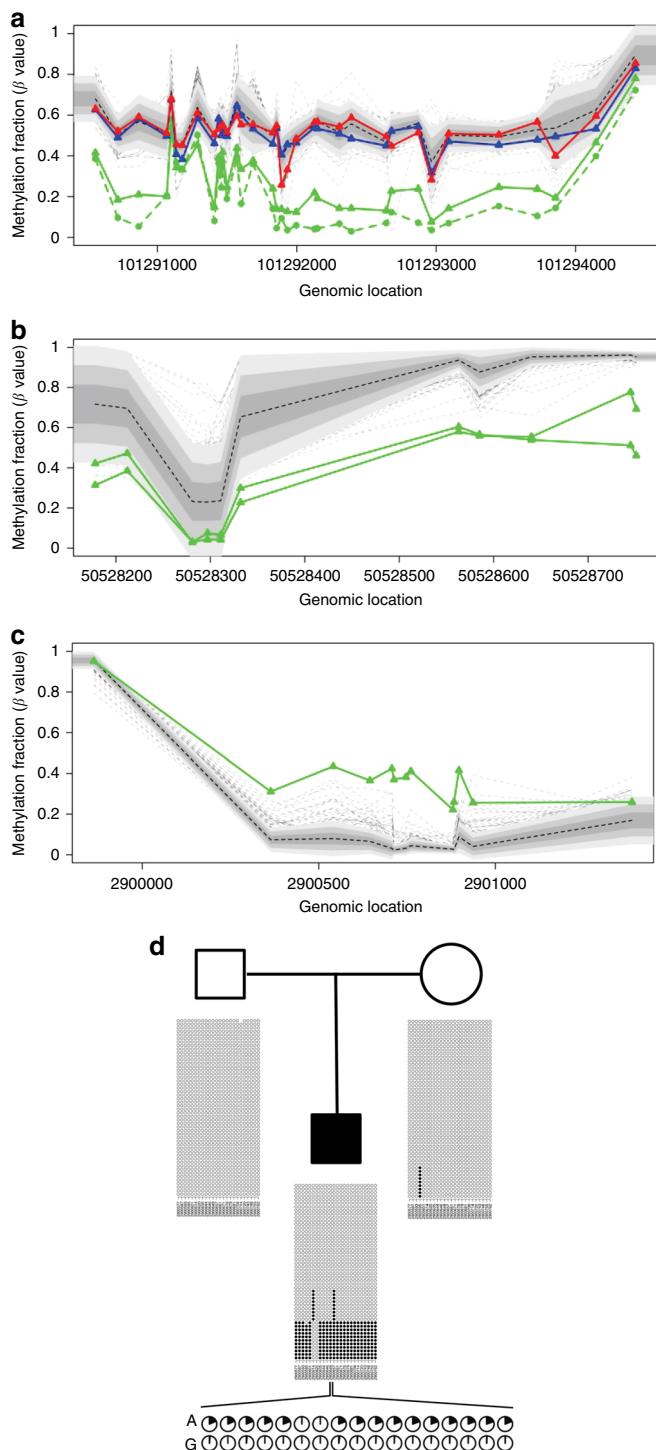 a
Methylation fraction (β value)
1
0.8
0.6
0.4
0.2
0
101291000 101292000 101293000 101294000
Genomic location
b
Methylation fraction (β value)
1
0.8
0.6
0.4
0.2
0
50528200 50528300 50528400 50528500 50528600 50528700
Genomic location
c
Methylation fraction (β value)
1
0.8
0.6
0.4
0.2
0
2900000 2900500 2901000
Genomic location
d
A
G